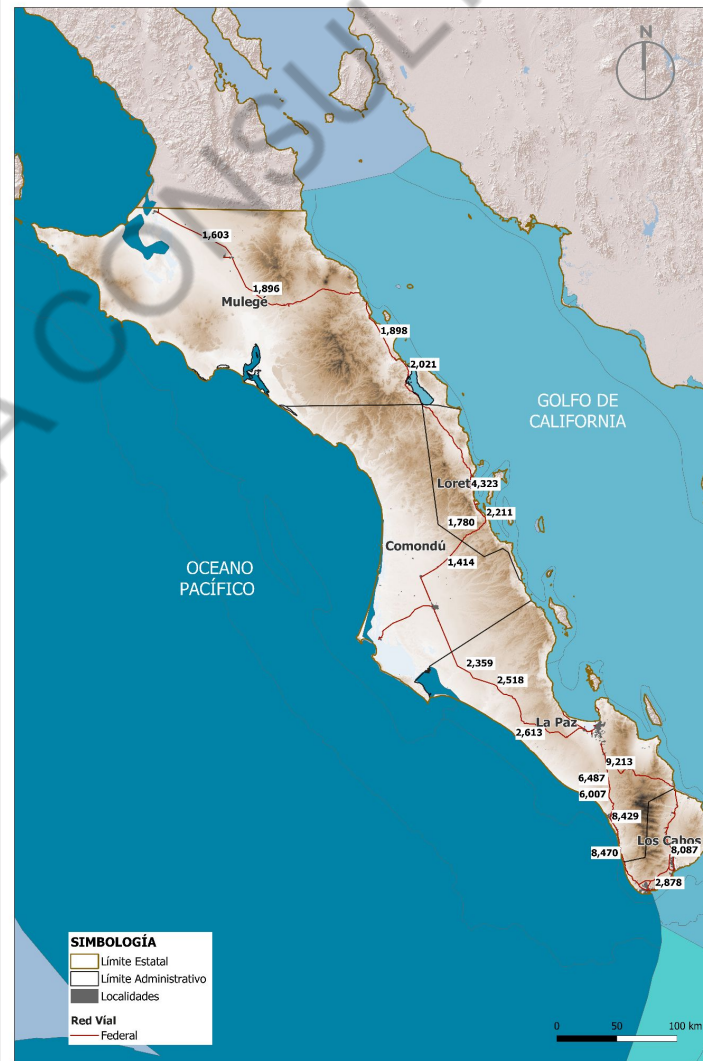 N
1,603
1,896
Mulegé
1,898
2,021
GOLFO DE
CALIFORNIA
Loret
4,323
2,211
1,780
Comondú
1,414
OCEANO
PACÍFICO
2,359
2,518
La Paz
2,613
9,213
6,487
6,007
8,429
Los Cabos
8,087
8,470
2,878
SIMBOLOGÍA
Límite Estatal
Límite Administrativo
Localidades
Red Víal
Federal
0 50 100 km
A CONSUL